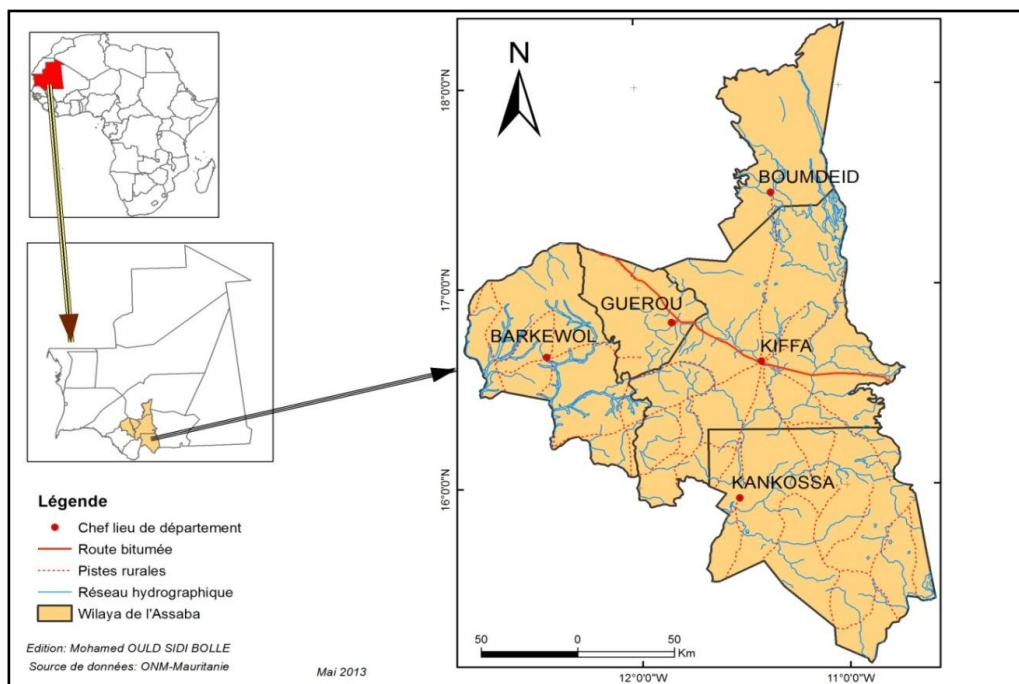 N
18°0'0"N
17°0'0"N
16°0'0"N
BOUMDEID
GUEROU
BARKEWOL
KIFFA
KANKOSSA
Légende
Chef lieu de département
Route bitumée
Pistes rurales
Réseau hydrographique
Wilaya de l'Assaba
Edition: Mohamed OULD SIDI BOLLE
Source de données: ONM-Mauritanie
Mai 2013
50 0 50
Km
12°0'0"W 11°0'0"W